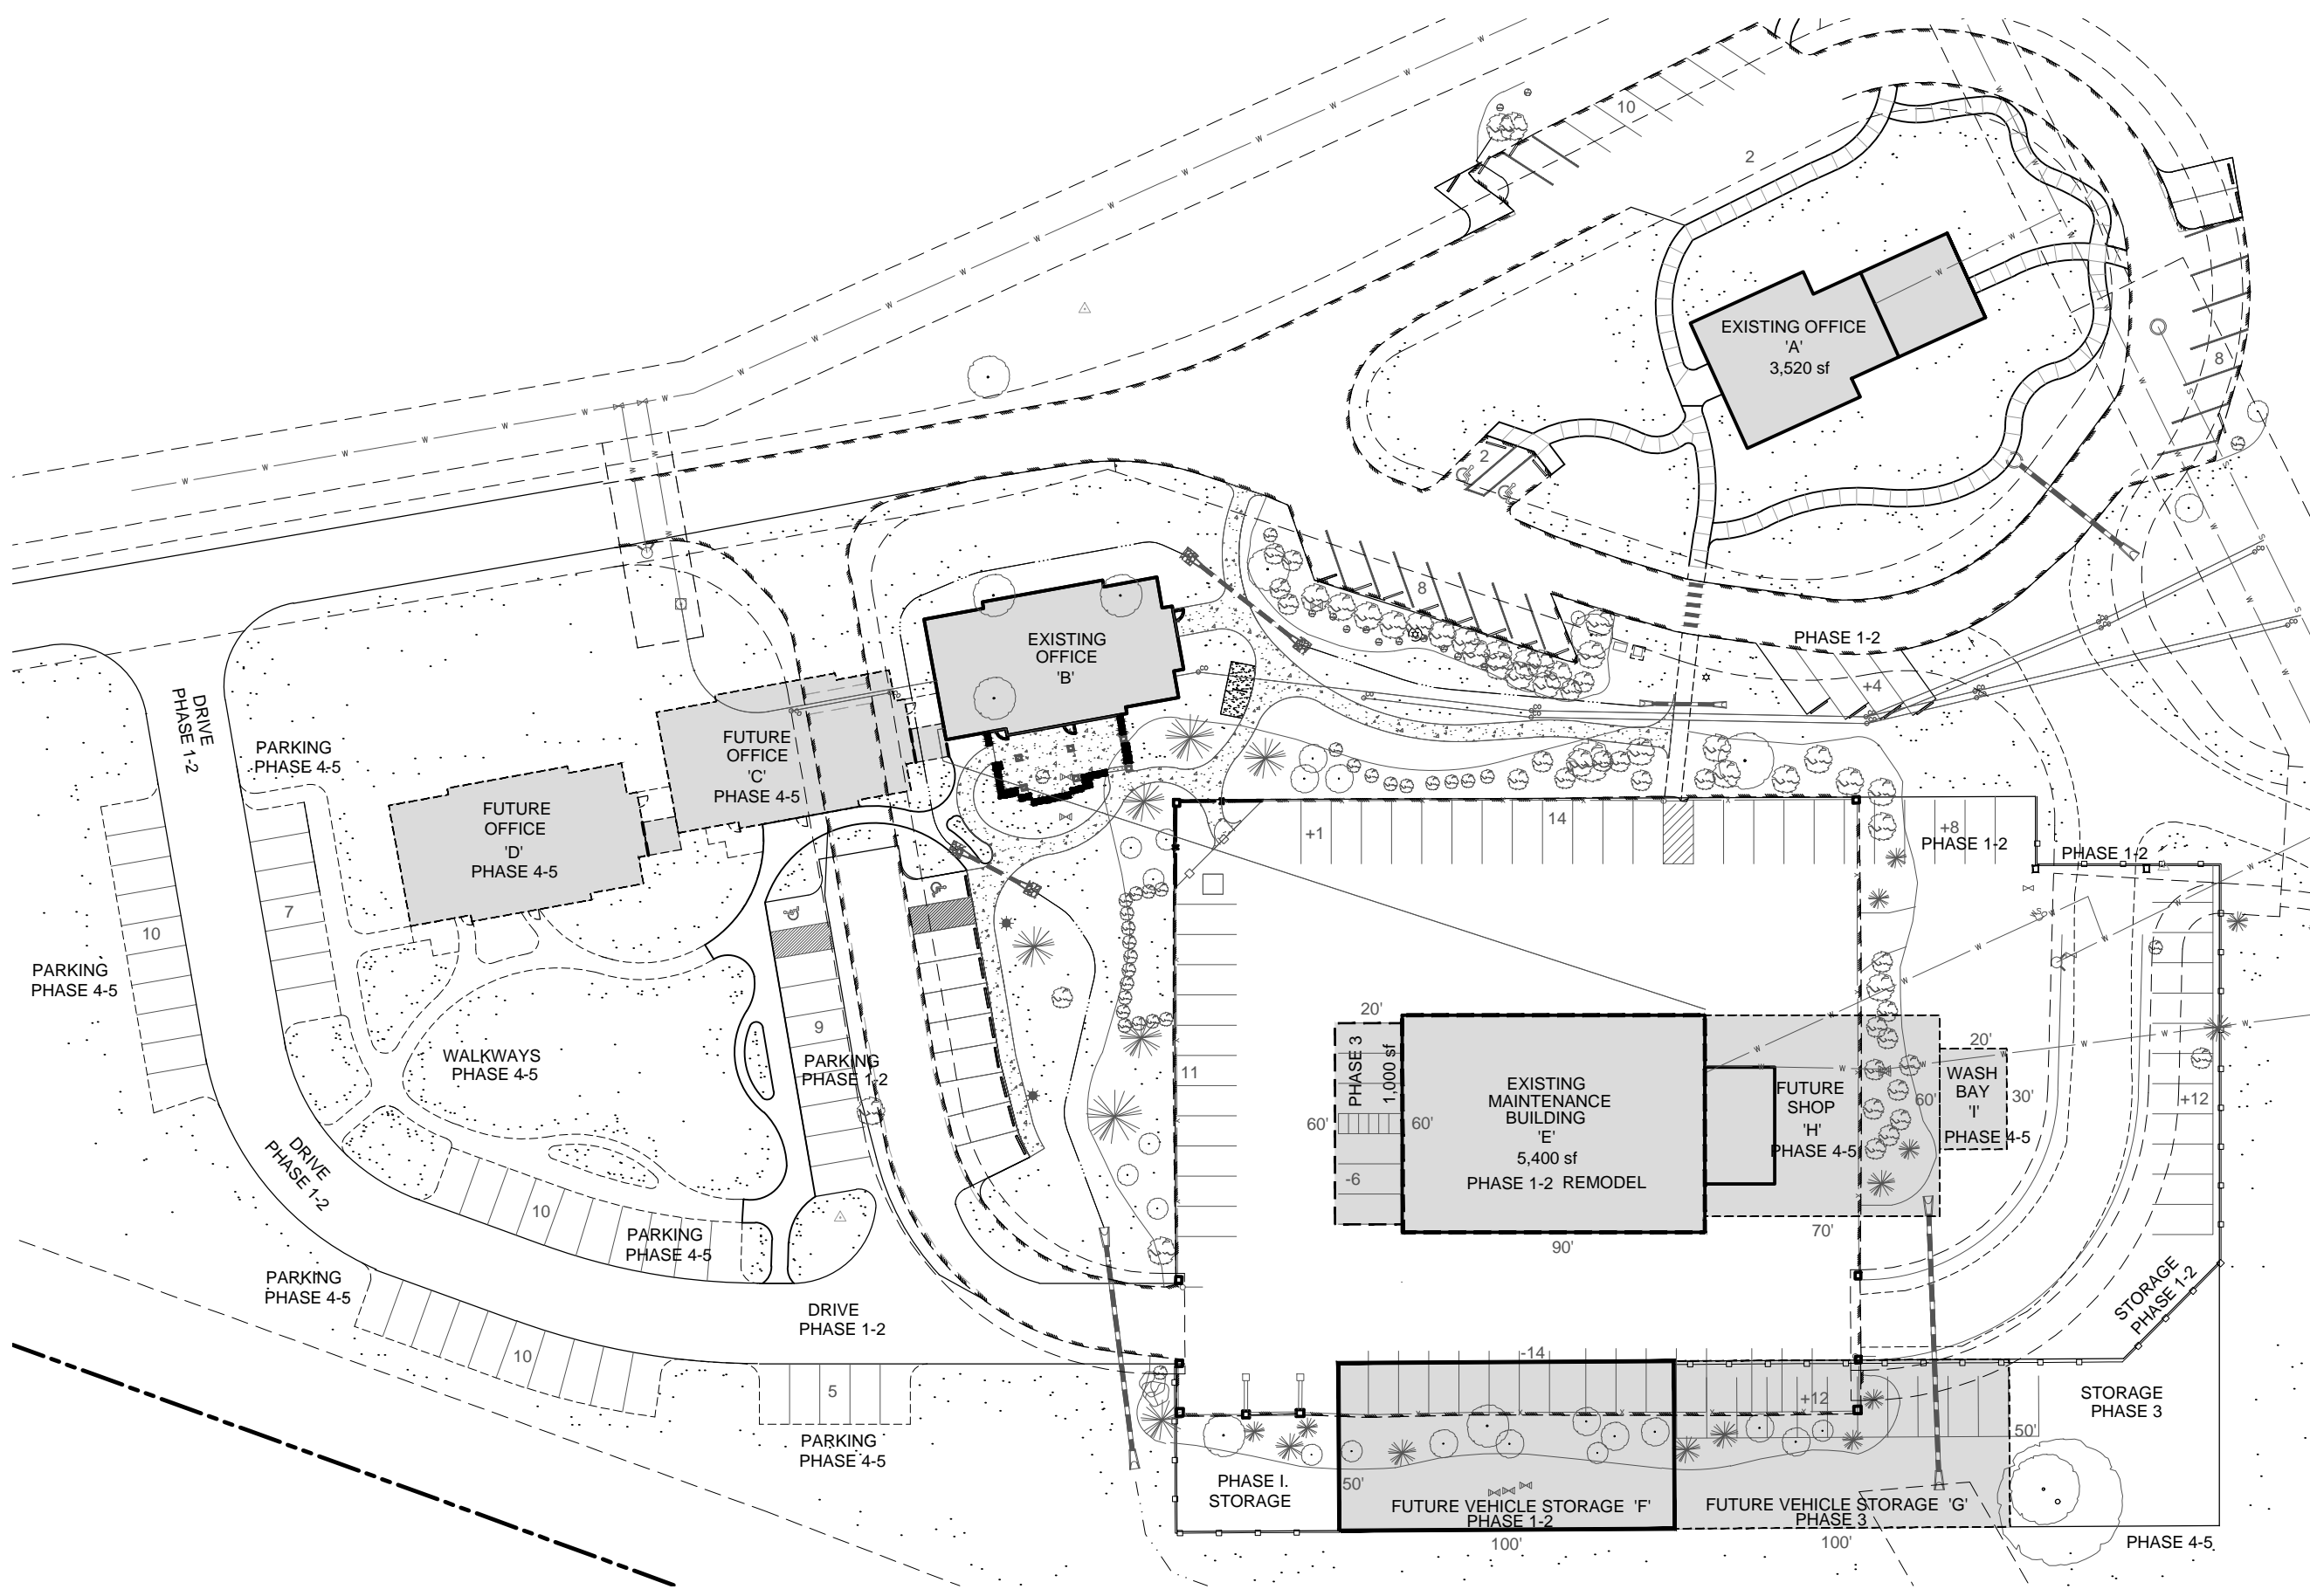 10
2
EXISTING OFFICE
'A'
3,520 sf
8
2
8
EXISTING
OFFICE
'B'
PHASE 1-2
+4
DRIVE
PHASE 1-2
PARKING
PHASE 4-5
FUTURE
OFFICE
'C'
PHASE 4-5
FUTURE
OFFICE
'D'
PHASE 4-5
+1
14
+8
PHASE 1-2
PHASE 1-2
7
10
PARKING
PHASE 4-5
9
PARKING
PHASE 1-2
WALKWAYS
PHASE 4-5
11
20'
PHASE 3
1,000 sf
60'
60'
-6
EXISTING
MAINTENANCE
BUILDING
'E'
5,400 sf
PHASE 1-2 REMODEL
90'
FUTURE
SHOP
'H'
PHASE 4-5
60'
70'
20'
WASH
BAY
'I'
PHASE 4-5
30'
+12
DRIVE
PHASE 1-2
10
PARKING
PHASE 4-5
PARKING
PHASE 4-5
10
DRIVE
PHASE 1-2
5
PARKING
PHASE 4-5
STORAGE
PHASE 1-2
-14
+12
STORAGE
PHASE 3
50'
50'
PHASE I.
STORAGE
FUTURE VEHICLE STORAGE 'F'
PHASE 1-2
100'
FUTURE VEHICLE STORAGE 'G'
PHASE 3
100'
PHASE 4-5